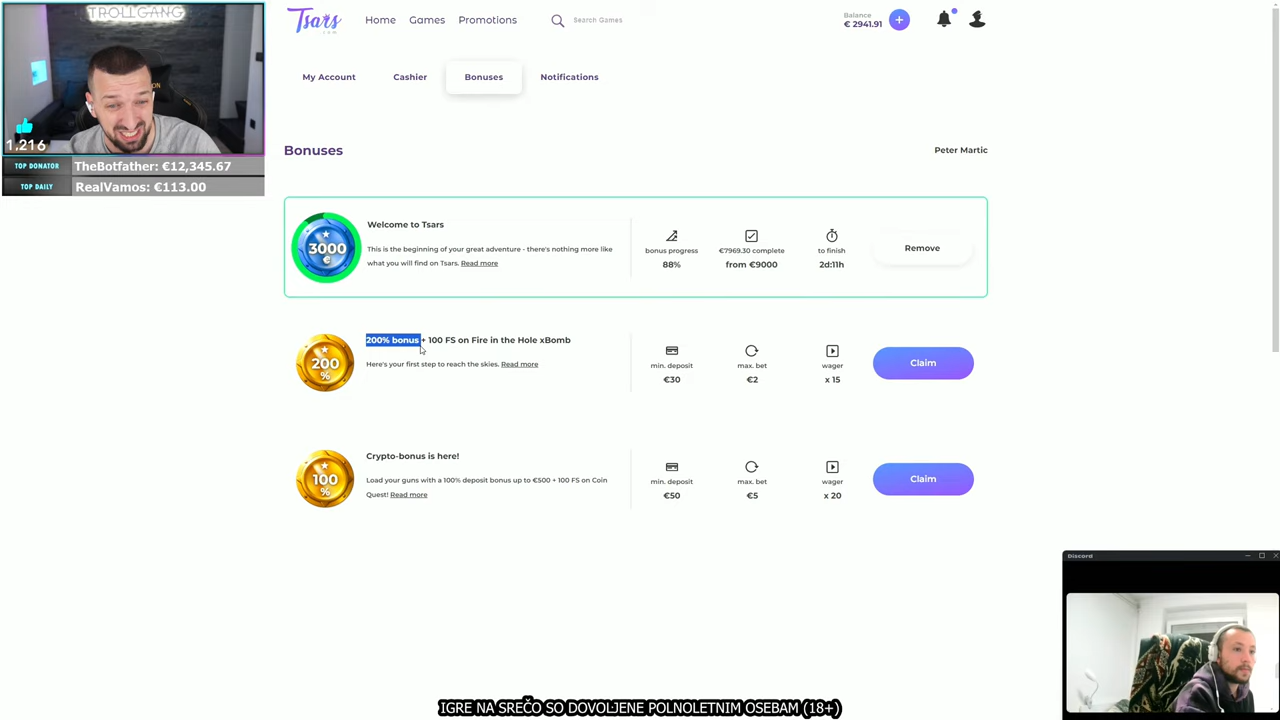 TROLLGANG
1,216
TOP DONATOR
TheBotfather: €12,345.67
TOP DAILY
RealVamos: €113.00
Tsars
.com
Home
Games
Promotions
Search Games
Balance
€ 2941.91
My Account
Cashier
Bonuses
Notifications
Bonuses
Peter Martic
3000
€
Welcome to Tsars
This is the beginning of your great adventure - there's nothing more like
what you will find on Tsars. Read more
bonus progress
88%
€7969.30 complete
from €9000
to finish
2d:11h
Remove
200
%
200% bonus + 100 FS on Fire in the Hole xBomb
Here's your first step to reach the skies. Read more
min. deposit
€30
max. bet
€2
wager
x 15
Claim
100
%
Crypto-bonus is here!
Load your guns with a 100% deposit bonus up to €500 + 100 FS on Coin
Quest! Read more
min. deposit
€50
max. bet
€5
wager
x 20
Claim
Discord
IGRE NA SREČO SO DOVOLJENE POLNOLETNIM OSEBAM (18+)